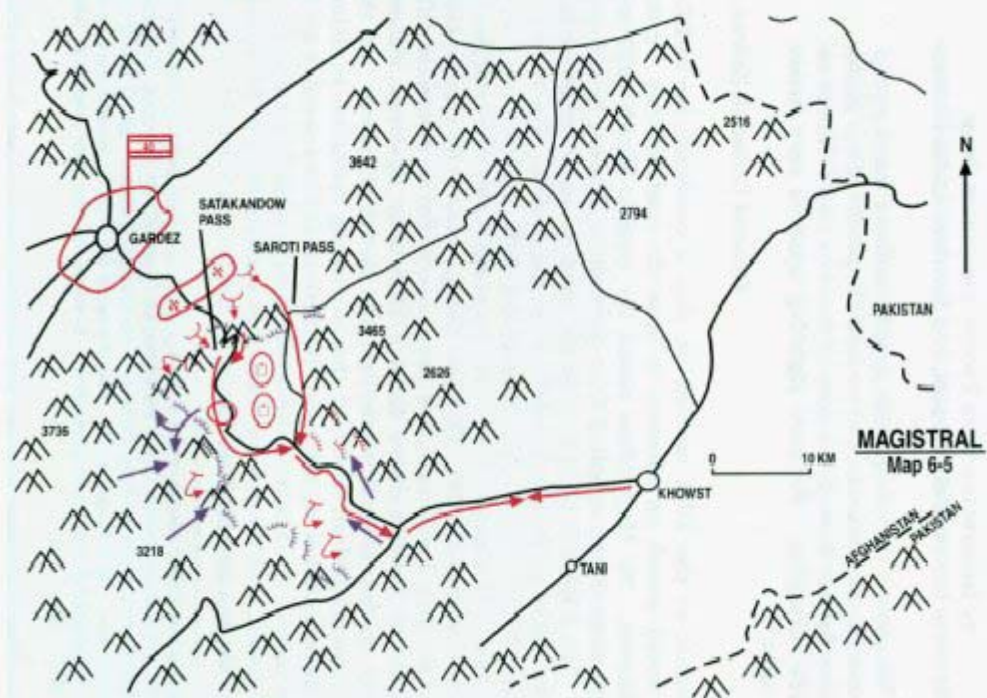 2516
N
3642
SATAKANDOW
PASS
2794
GARDEZ
SAROTI PASS
PAKISTAN
3465
2626
3736
MAGISTRAL
Map 6-5
0 10 KM
KHOWST
3218
AFGHANISTAN
PAKISTAN
TANI